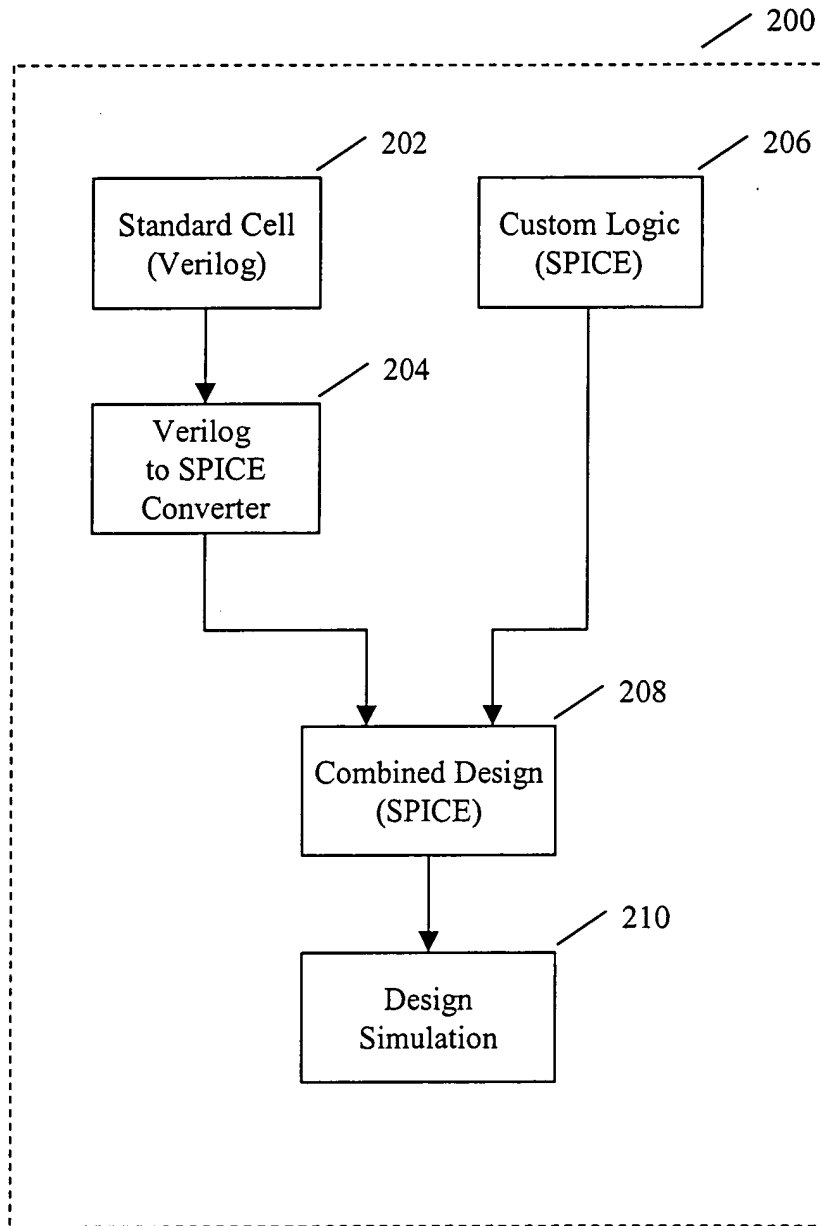 200
202
206
Standard Cell
(Verilog)
Custom Logic
(SPICE)
204
Verilog
to SPICE
Converter
208
Combined Design
(SPICE)
210
Design
Simulation